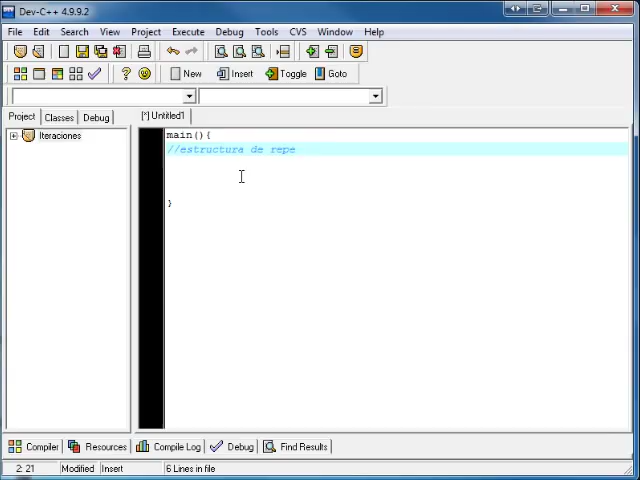 Dev-C++ 4.9.9.2
File Edit Search View Project Execute Debug Tools CVS Window Help
New Insert Toggle Goto
Project Classes Debug
[*] Untitled1
Iteraciones
main(){
//estructura de repe
}
Compiler Resources Compile Log Debug Find Results
2: 21 Modified Insert 6 Lines in file